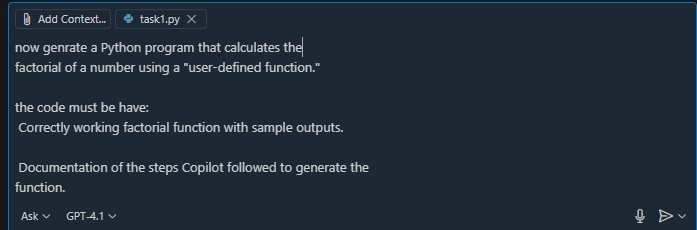 Add Context... task1.py
now genrate a Python program that calculates the
factorial of a number using a "user-defined function."
the code must be have:
Correctly working factorial function with sample outputs.
Documentation of the steps Copilot followed to generate the
function.
Ask GPT-4.1